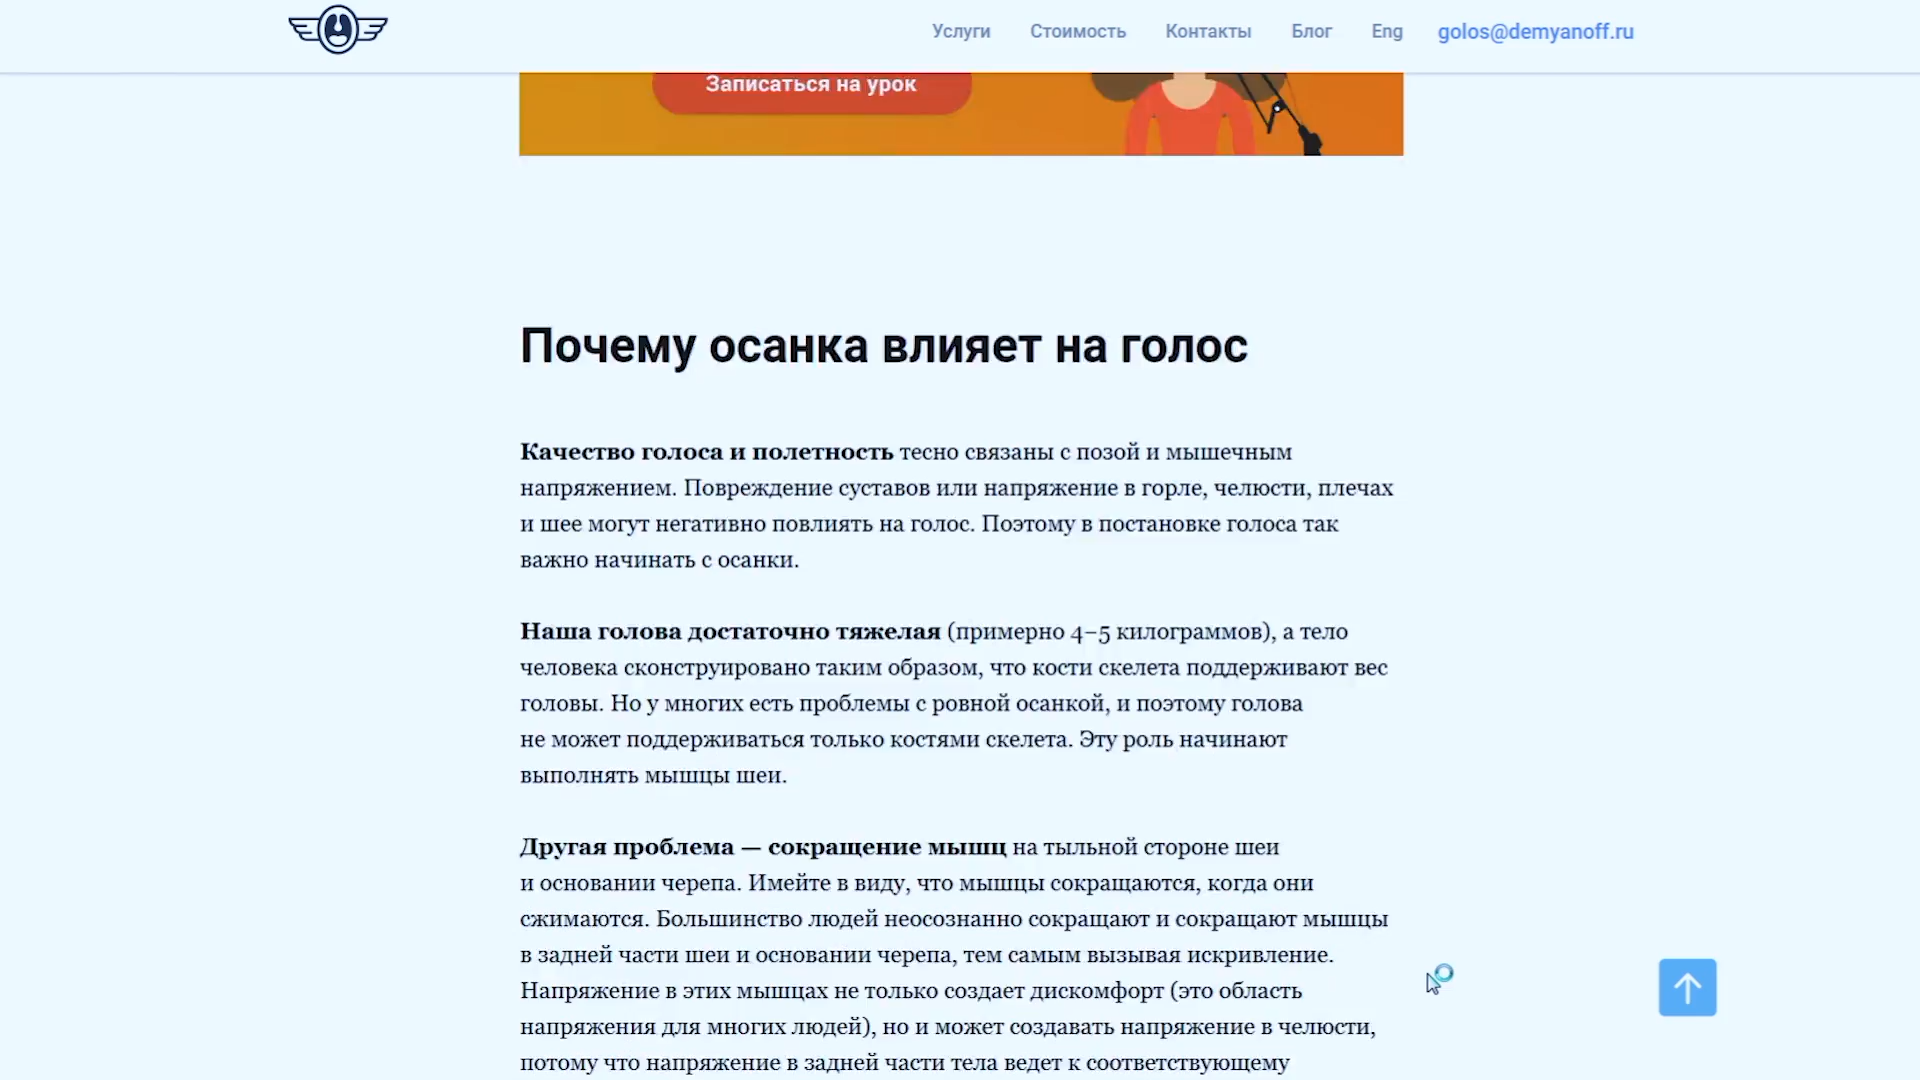 Услуги Стоимость Контакты Блог Eng golos@demyanoff.ru
Записаться на урок
Почему осанка влияет на голос
Качество голоса и полетность тесно связаны с позой и мышечным
напряжением. Повреждение суставов или напряжение в горле, челюсти, плечах
и шее могут негативно повлиять на голос. Поэтому в постановке голоса так
важно начинать с осанки.
Наша голова достаточно тяжелая (примерно 4–5 килограммов), а тело
человека сконструировано таким образом, что кости скелета поддерживают вес
головы. Но у многих есть проблемы с ровной осанкой, и поэтому голова
не может поддерживаться только костями скелета. Эту роль начинают
выполнять мышцы шеи.
Другая проблема — сокращение мышц на тыльной стороне шеи
и основании черепа. Имейте в виду, что мышцы сокращаются, когда они
сжимаются. Большинство людей неосознанно сокращают и сокращают мышцы
в задней части шеи и основании черепа, тем самым вызывая искривление.
Напряжение в этих мышцах не только создает дискомфорт (это область
напряжения для многих людей), но и может создавать напряжение в челюсти,
потому что напряжение в задней части тела ведет к соответствующему